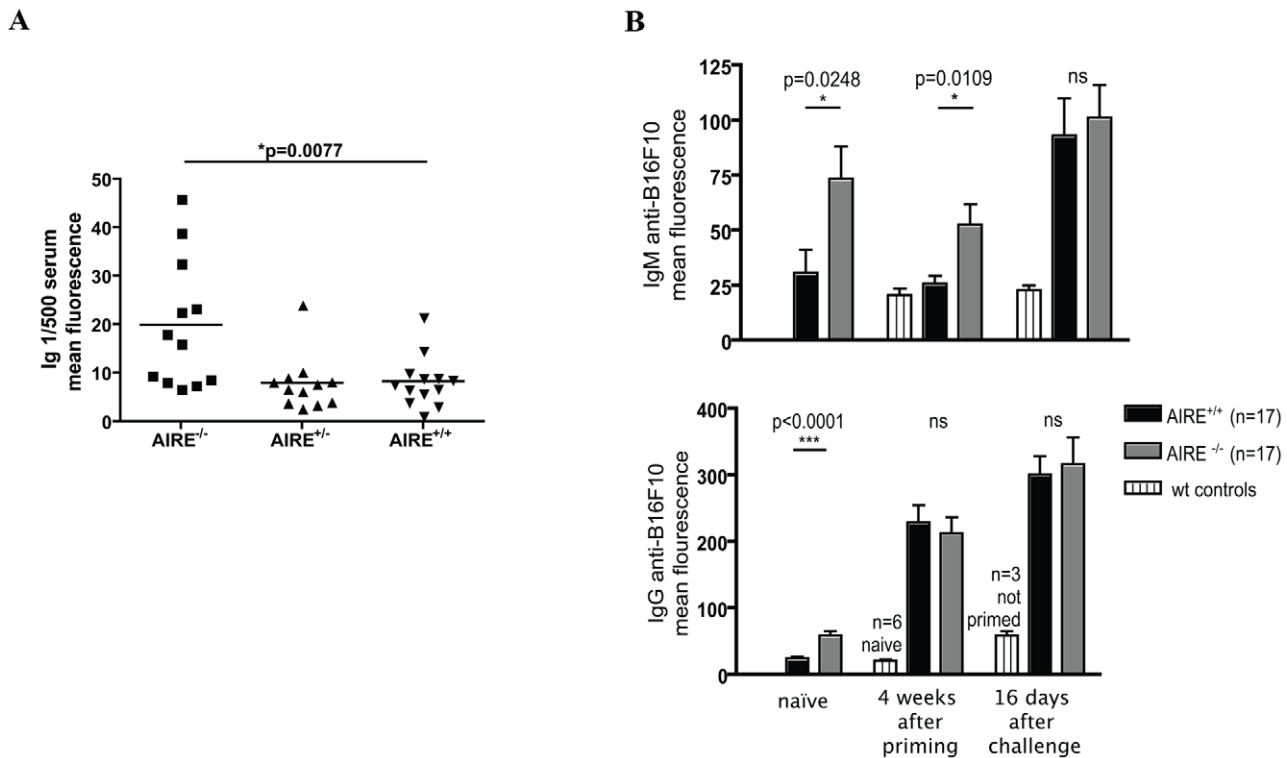 A
*p=0.0077
Ig 1/500 serum
mean fluorescence
50
40
30
20
10
0
AIRE-/-
AIRE+/-
AIRE+/+
B
IgM anti-B16F10
mean fluorescence
125
100
75
50
25
0
p=0.0248
*
p=0.0109
*
ns
IgG anti-B16F10
mean flourescence
400
300
200
100
0
p<0.0001
***
ns
ns
n=6
naive
n=3
not
primed
naïve
4 weeks
after
priming
16 days
after
challenge
AIRE+/+ (n=17)
AIRE -/- (n=17)
wt controls